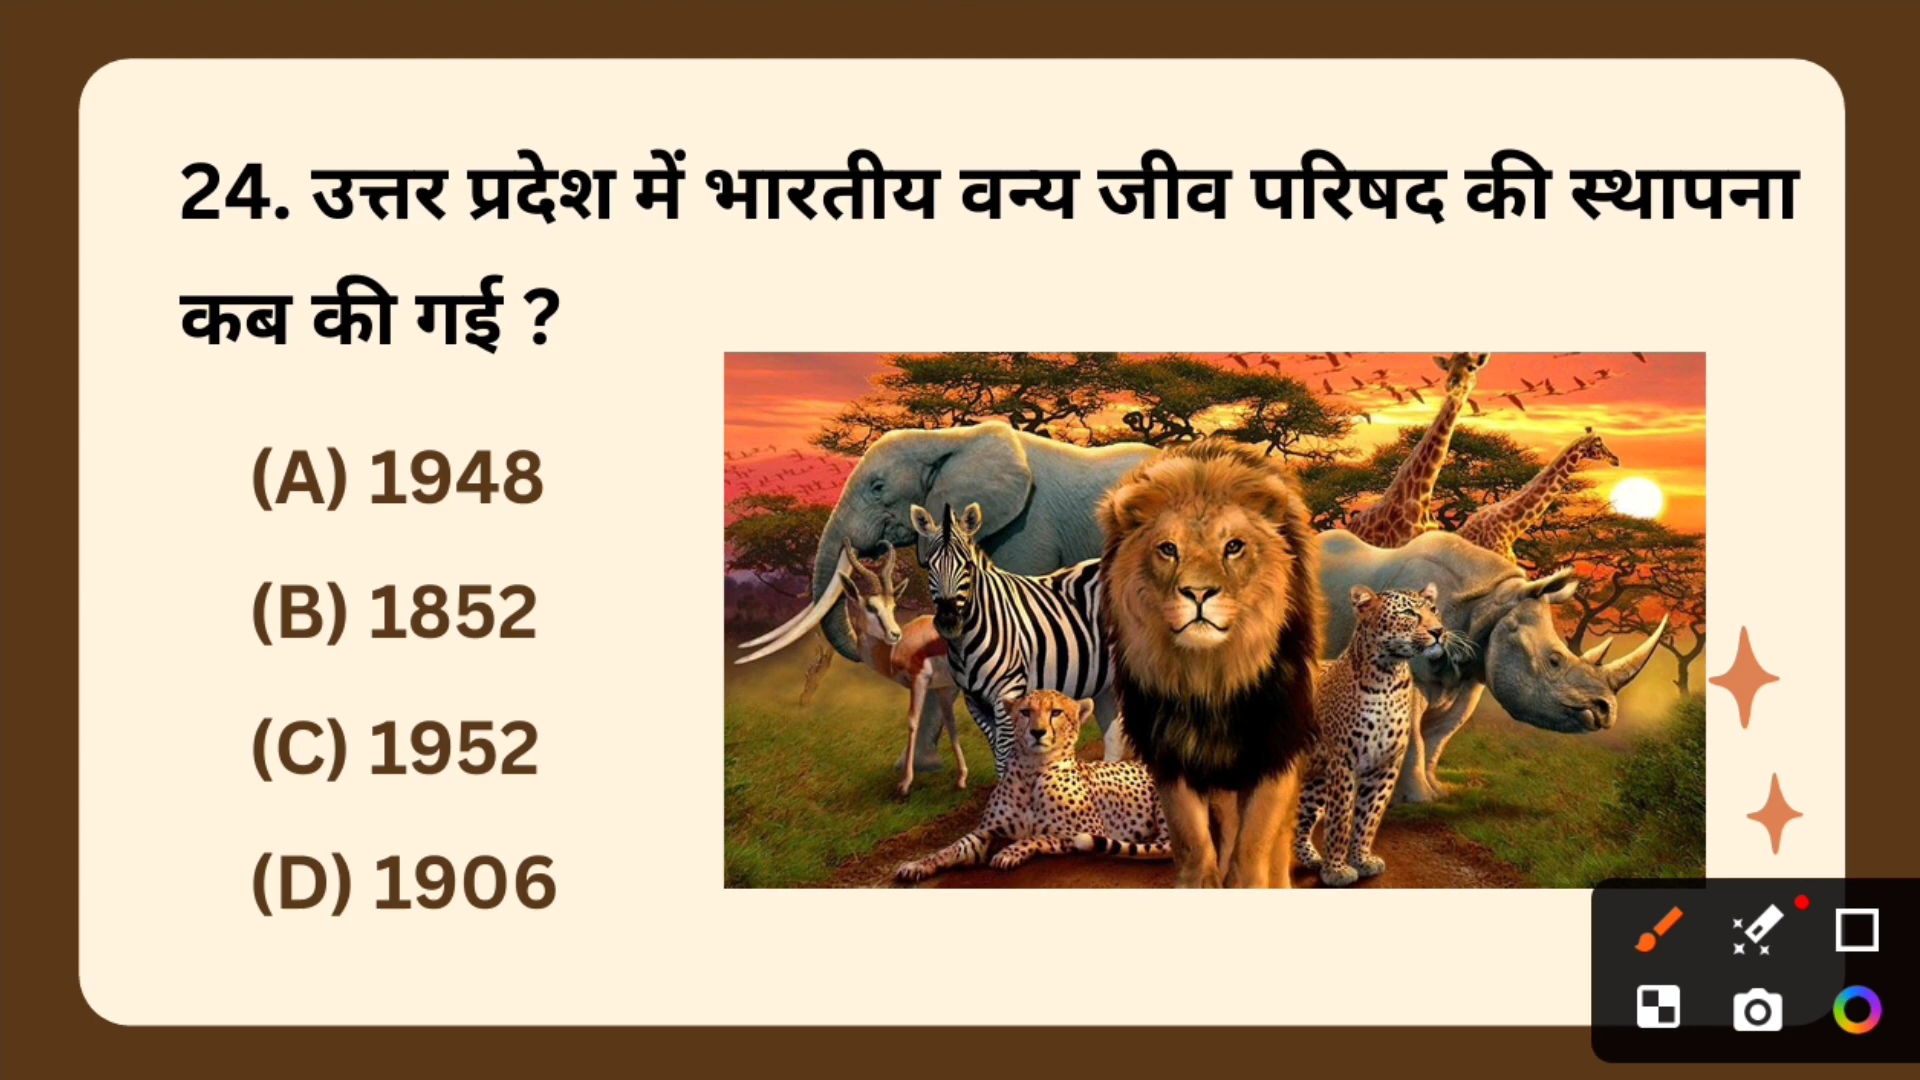 24. उत्तर प्रदेश में भारतीय वन्य जीव परिषद की स्थापना
कब की गई ?
(A) 1948
(B) 1852
(C) 1952
(D) 1906